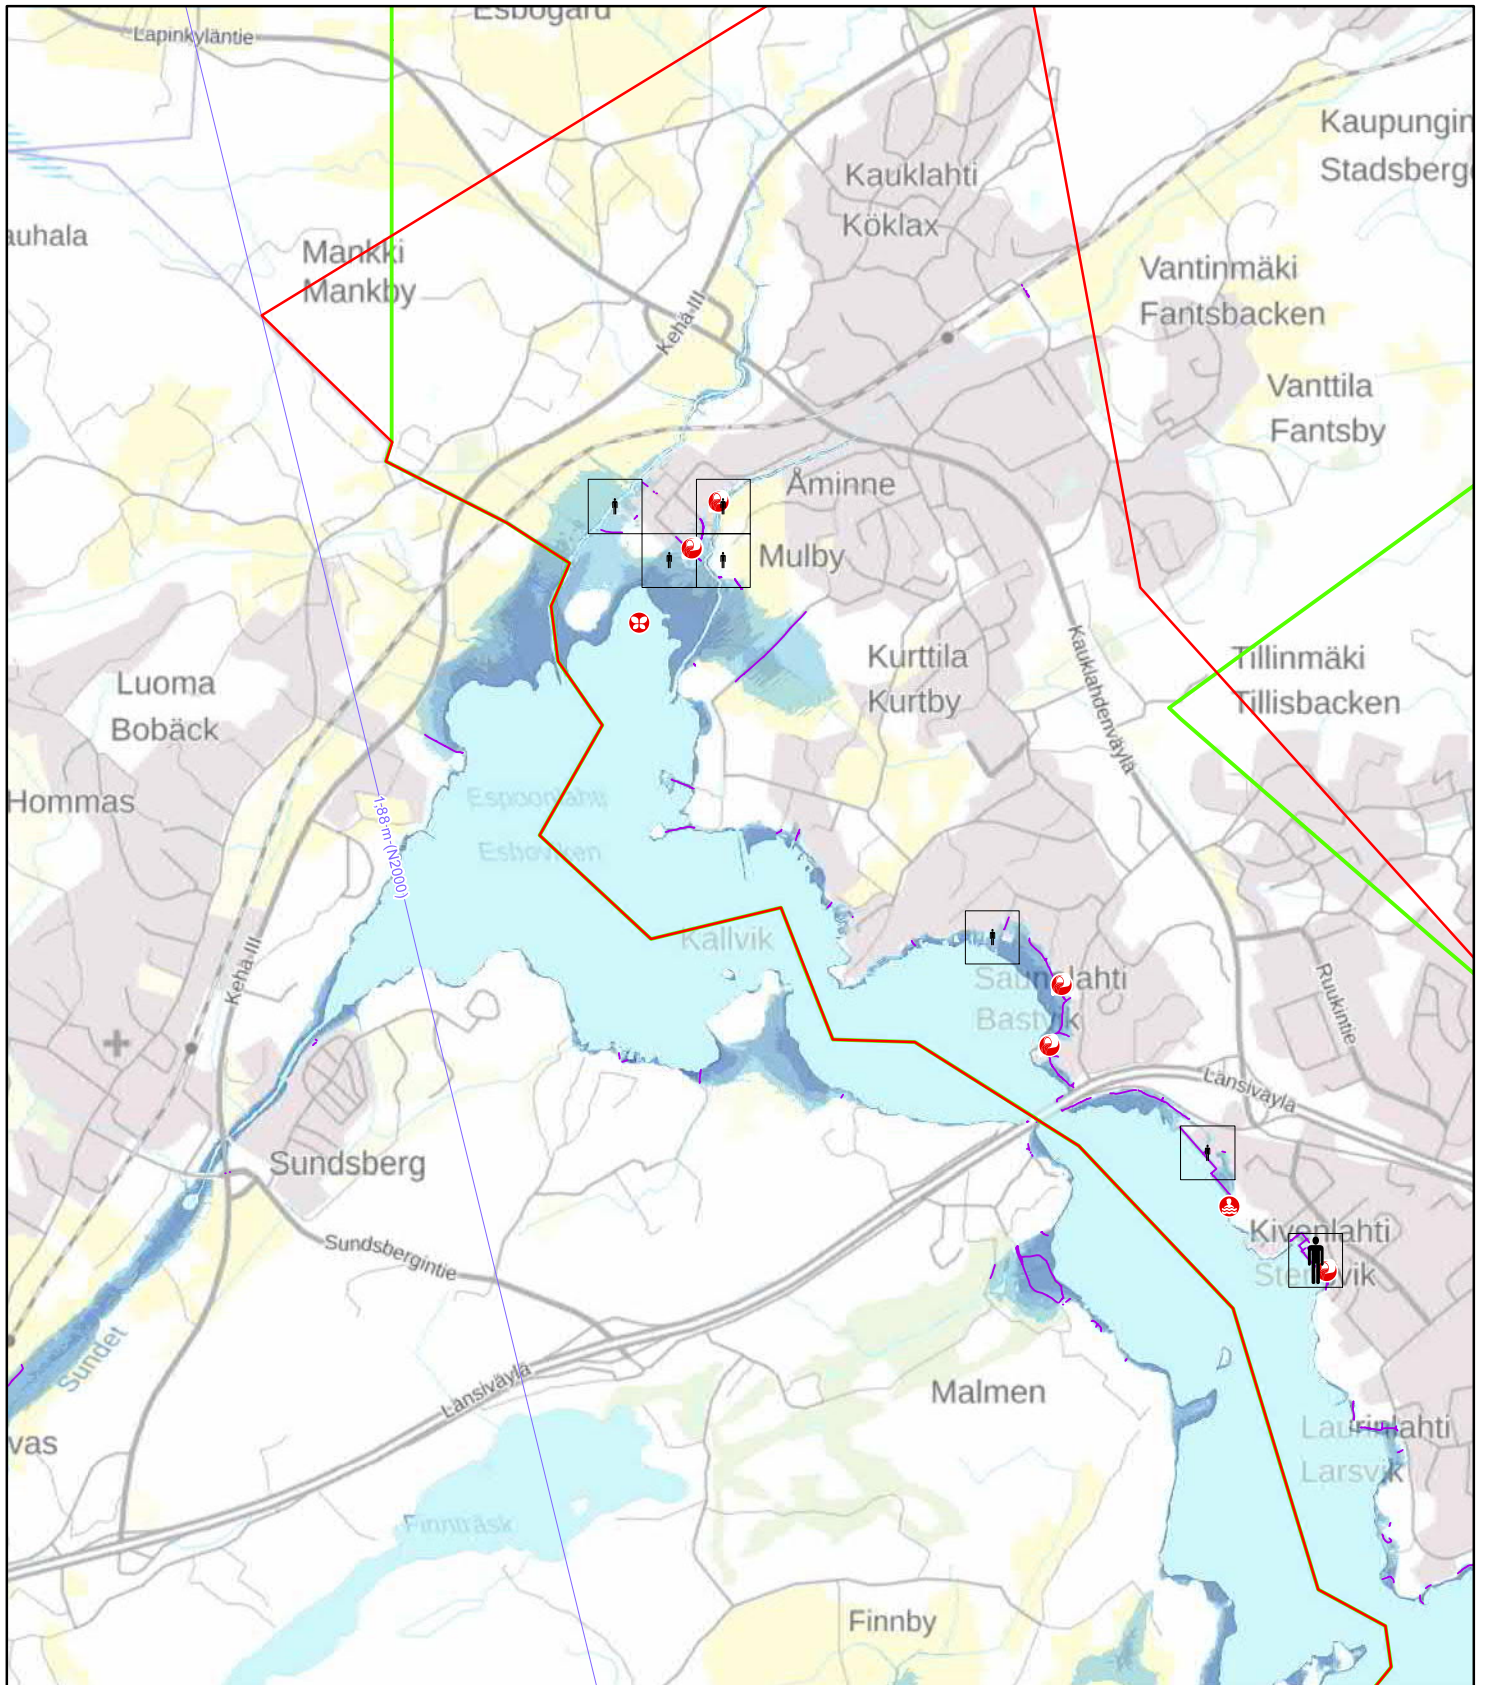 Esbogård
Lapinkyläntie
Kaupungin
Stadsberg
Kauklahti
Köklax
auhala
Mankki
Mankby
Vantinmäki
Fantsbacken
Kehä III
Vanttila
Fantsby
Åminne
Mulby
Kurttila
Kurtby
Kauklahdenväylä
Tillinmäki
Tillisbacken
Luoma
Bobäck
Hommas
1,88 m (N2000)
Espoonlahti
Esboviken
Kallvik
Kehä III
Saunalahti
Bastvik
Ruukintie
Länsiväylä
Sundsberg
Sundsbergintie
Kivenlahti
Stensvik
Sundet
Länsiväylä
Malmen
Laurinlahti
Larsvik
vas
Finnträsk
Finnby